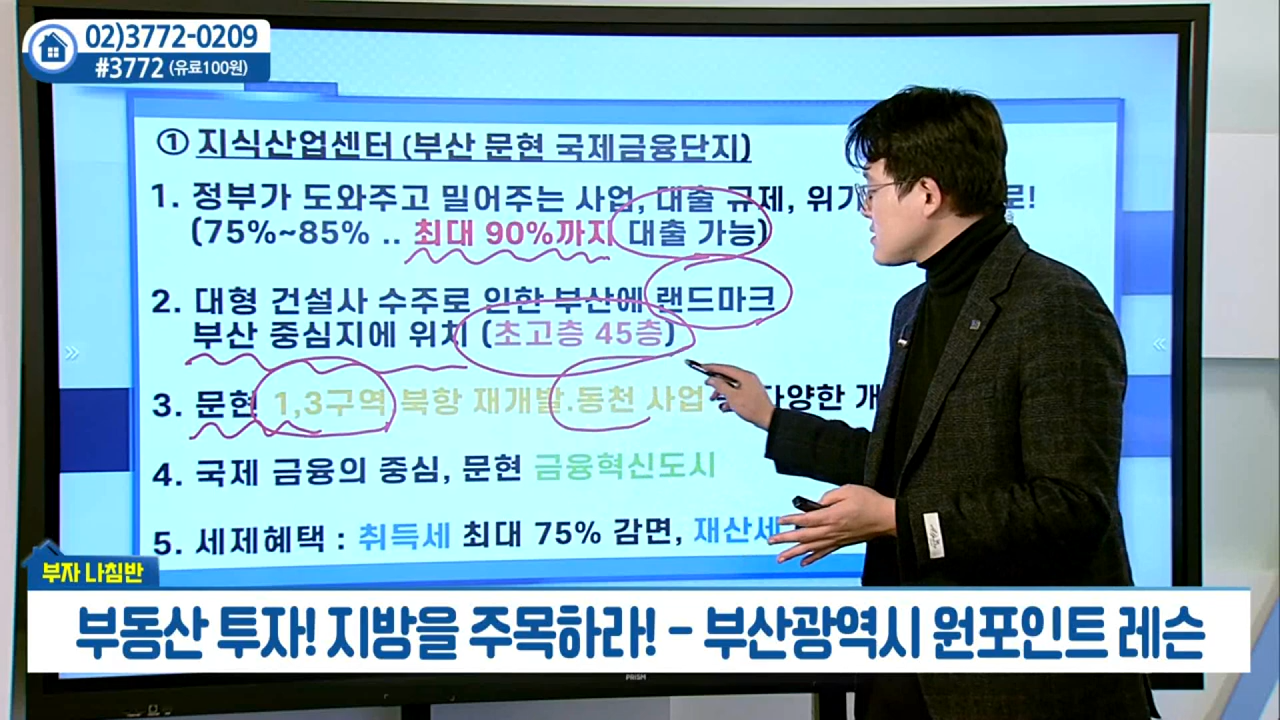 02)3772-0209
#3772 (유료100원)
① 지식산업센터 (부산 문현 국제금융단지)
1. 정부가 도와주고 밀어주는 사업, 대출 규제, 위기 로!
(75%~85% .. 최대 90%까지 대출 가능)
2. 대형 건설사 수주로 인한 부산에 랜드마크
부산 중심지에 위치 (초고층 45층)
3. 문현 1,3구역 북항 재개발.동천 사업 다양한 개
4. 국제 금융의 중심, 문현 금융혁신도시
5. 세제혜택 : 취득세 최대 75% 감면, 재산세
부자 나침반
부동산 투자! 지방을 주목하라! - 부산광역시 원포인트 레슨
PRISM